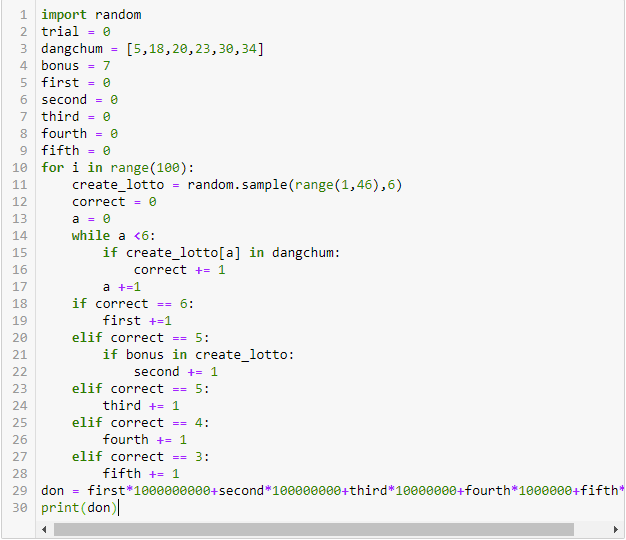 1 import random
2 trial = 0
3 dangchum = [5,18,20,23,30,34]
4 bonus = 7
5 first = 0
6 second = 0
7 third = 0
8 fourth = 0
9 fifth = 0
10 for i in range(100):
11     create_lotto = random.sample(range(1,46),6)
12     correct = 0
13     a = 0
14     while a <6:
15         if create_lotto[a] in dangchum:
16             correct += 1
17         a +=1
18     if correct == 6:
19         first +=1
20     elif correct == 5:
21         if bonus in create_lotto:
22             second += 1
23     elif correct == 5:
24         third += 1
25     elif correct == 4:
26         fourth += 1
27     elif correct == 3:
28         fifth += 1
29 don = first*1000000000+second*100000000+third*10000000+fourth*1000000+fifth*
30 print(don)